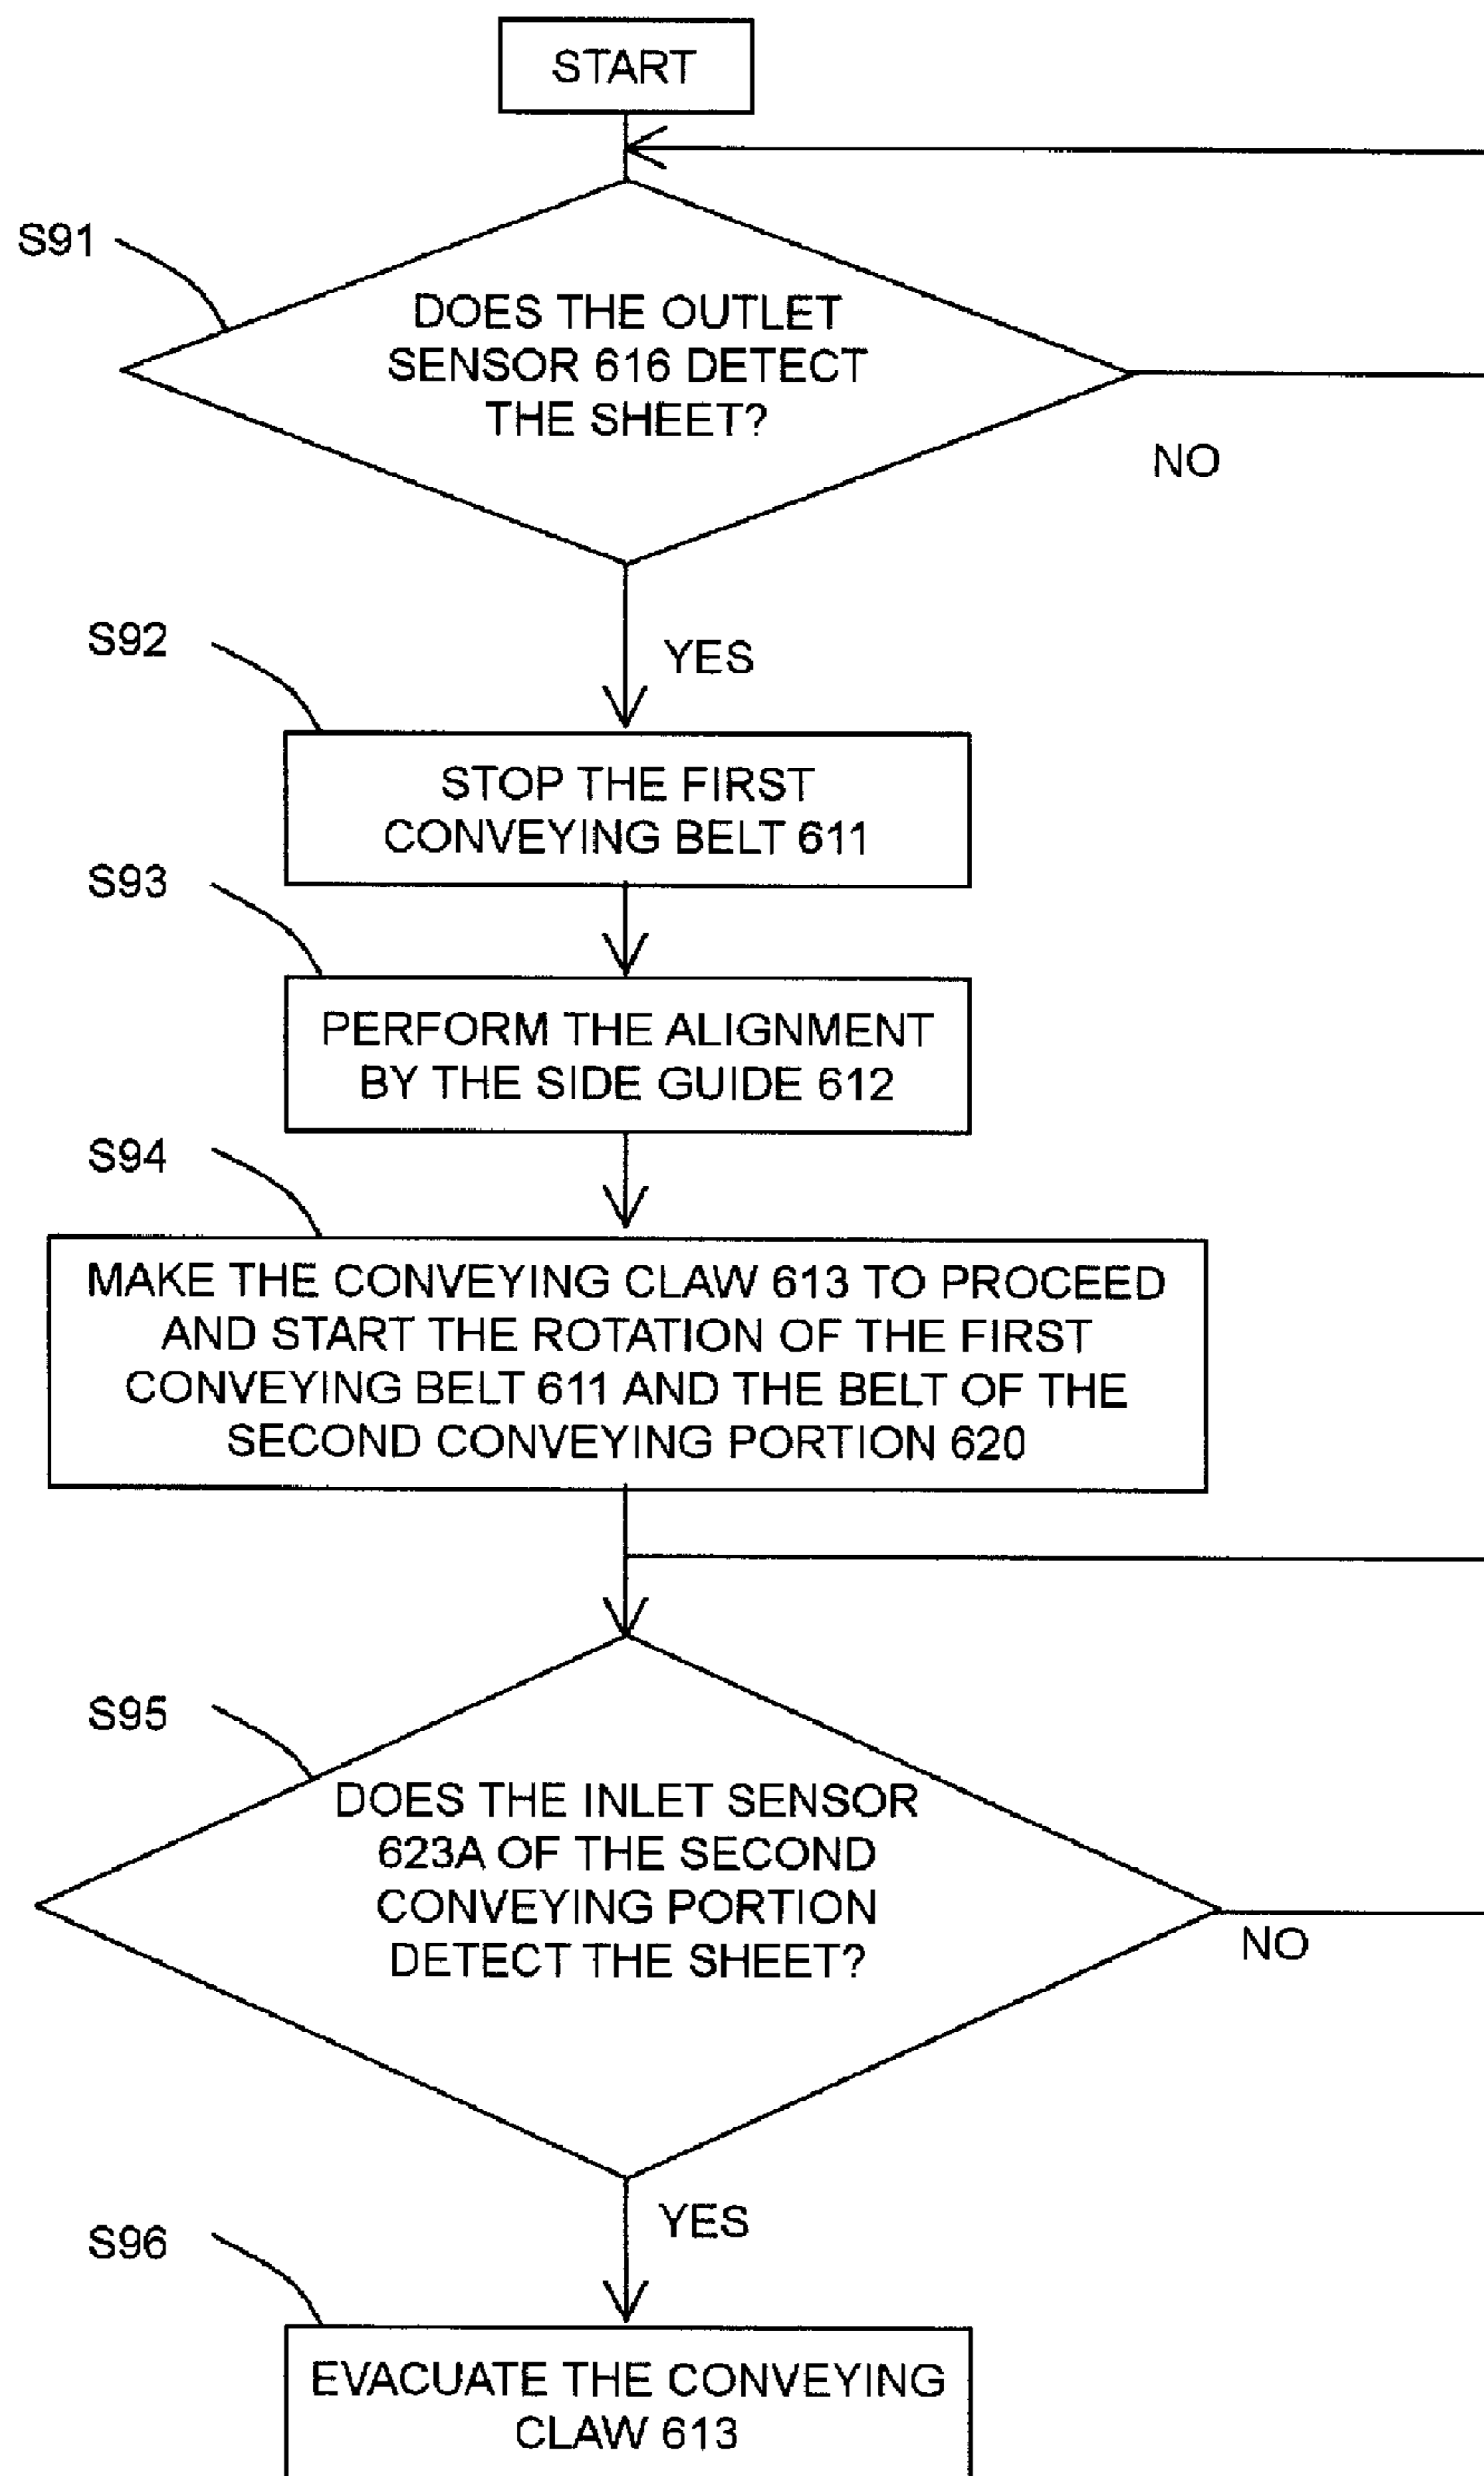 START
S91
DOES THE OUTLET
SENSOR 616 DETECT
THE SHEET?
NO
S92
YES
STOP THE FIRST
CONVEYING BELT 611
S93
PERFORM THE ALIGNMENT
BY THE SIDE GUIDE 612
S94
MAKE THE CONVEYING CLAW 613 TO PROCEED
AND START THE ROTATION OF THE FIRST
CONVEYING BELT 611 AND THE BELT OF THE
SECOND CONVEYING PORTION 620
S95
DOES THE INLET SENSOR
623A OF THE SECOND
CONVEYING PORTION
DETECT THE SHEET?
NO
YES
S96
EVACUATE THE CONVEYING
CLAW 613